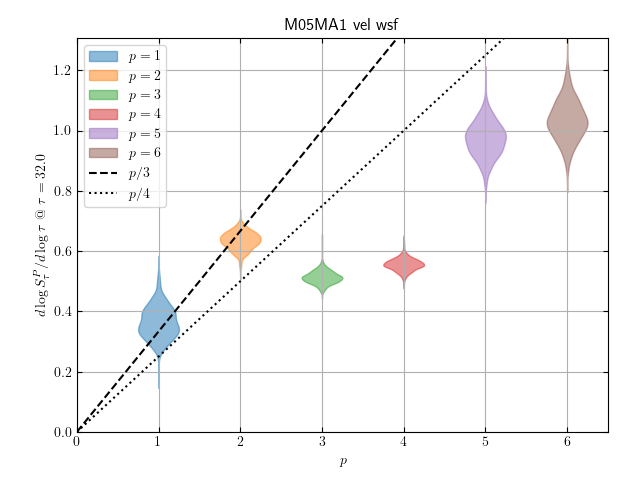 M05MA1 vel wsf
p = 1
p = 2
p = 3
p = 4
p = 5
p = 6
p/3
p/4
d log S_τ^P / d log τ @ τ = 32.0
1.2
1.0
0.8
0.6
0.4
0.2
0.0
0 1 2 3 4 5 6
p